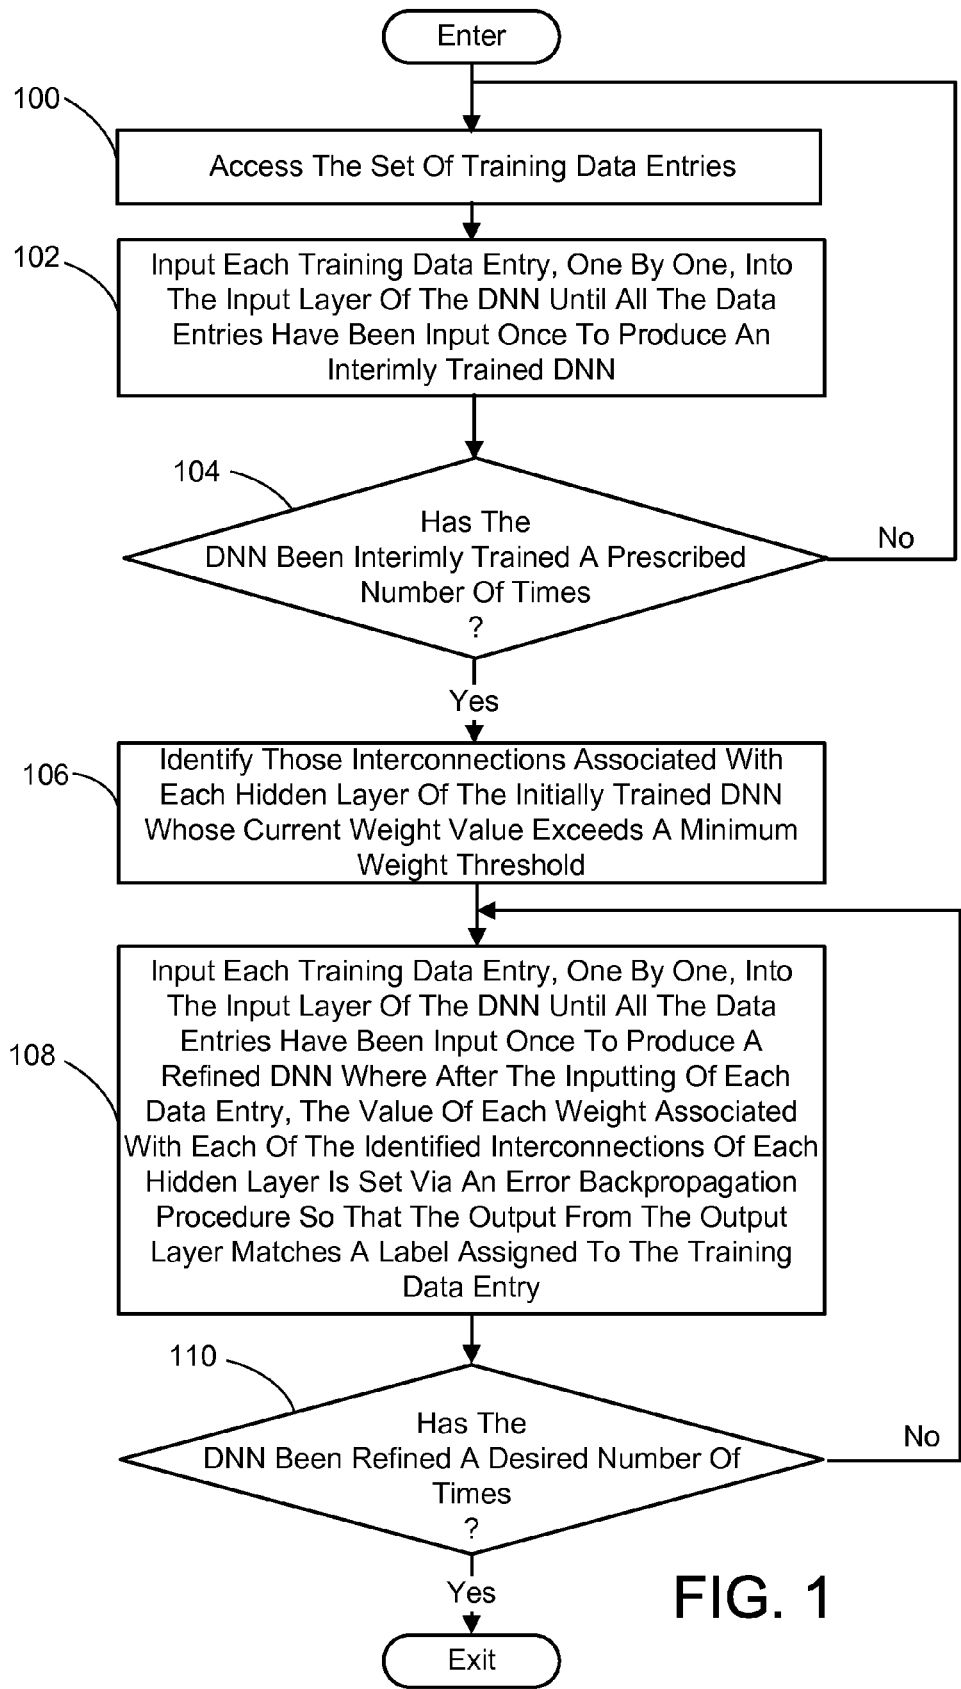 Enter
100
Access The Set Of Training Data Entries
102
Input Each Training Data Entry, One By One, Into
The Input Layer Of The DNN Until All The Data
Entries Have Been Input Once To Produce An
Interimly Trained DNN
104
Has The
DNN Been Interimly Trained A Prescribed
Number Of Times
?
No
Yes
106
Identify Those Interconnections Associated With
Each Hidden Layer Of The Initially Trained DNN
Whose Current Weight Value Exceeds A Minimum
Weight Threshold
108
Input Each Training Data Entry, One By One, Into
The Input Layer Of The DNN Until All The Data
Entries Have Been Input Once To Produce A
Refined DNN Where After The Inputting Of Each
Data Entry, The Value Of Each Weight Associated
With Each Of The Identified Interconnections Of Each
Hidden Layer Is Set Via An Error Backpropagation
Procedure So That The Output From The Output
Layer Matches A Label Assigned To The Training
Data Entry
110
Has The
DNN Been Refined A Desired Number Of
Times
?
No
Yes
Exit
FIG. 1